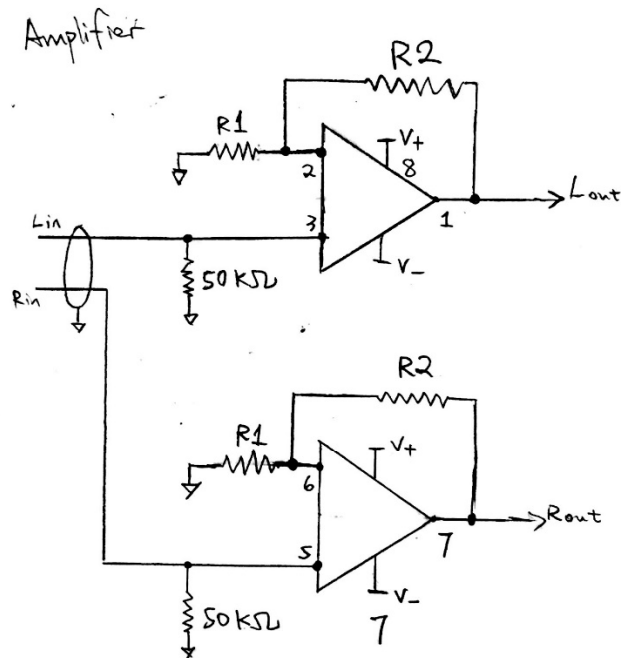 Amplifier
R2
R1
V+
2
8
Lin
3
1
Lout
V-
50KΩ
Rin
R2
R1
V+
6
5
7
Rout
V-
50KΩ
7